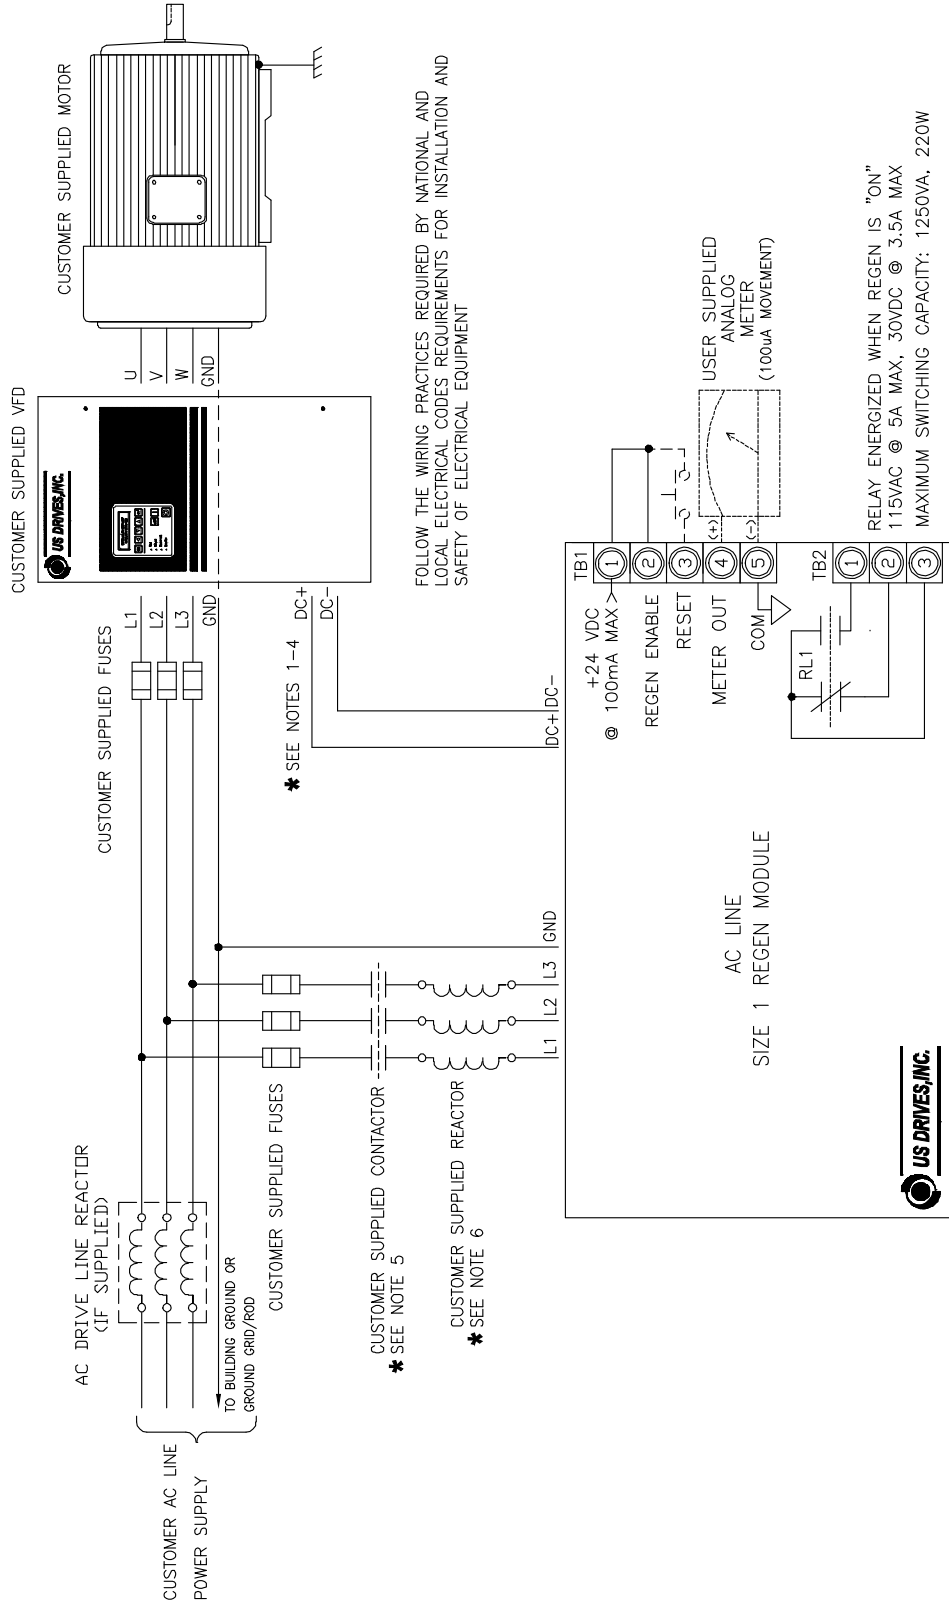 CUSTOMER AC LINE
POWER SUPPLY
AC DRIVE LINE REACTOR
(IF SUPPLIED)
TO BUILDING GROUND OR
GROUND GRID/ROD
CUSTOMER SUPPLIED FUSES
L1
L2
L3
GND
CUSTOMER SUPPLIED VFD
US DRIVES,INC.
U
V
W
GND
CUSTOMER SUPPLIED MOTOR
DC+
DC-
* SEE NOTES 1-4
FOLLOW THE WIRING PRACTICES REQUIRED BY NATIONAL AND
LOCAL ELECTRICAL CODES REQUIREMENTS FOR INSTALLATION AND
SAFETY OF ELECTRICAL EQUIPMENT
CUSTOMER SUPPLIED FUSES
CUSTOMER SUPPLIED CONTACTOR
* SEE NOTE 5
CUSTOMER SUPPLIED REACTOR
* SEE NOTE 6
L1
L2
L3
GND
DC+
DC-
AC LINE
SIZE 1 REGEN MODULE
US DRIVES,INC.
TB1
+24 VDC
@ 100mA MAX >
1
REGEN ENABLE
2
RESET
3
METER OUT
4
(+)
COM
5
(-)
USER SUPPLIED
ANALOG
METER
(100uA MOVEMENT)
TB2
RL1
1
2
3
RELAY ENERGIZED WHEN REGEN IS "ON"
115VAC @ 5A MAX, 30VDC @ 3.5A MAX
MAXIMUM SWITCHING CAPACITY: 1250VA, 220W